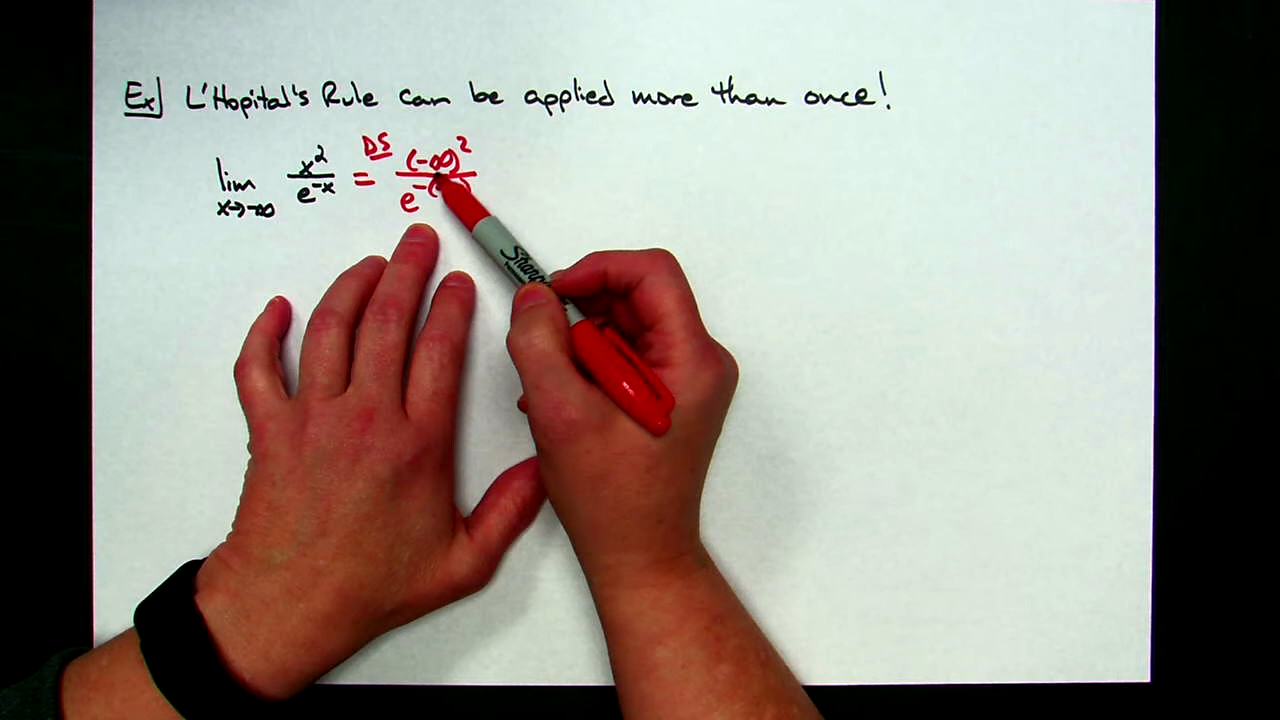 Ex] L'Hopital's Rule can be applied more than once!
lim x→-∞ x²/e^-x = DS (-∞)²/e^-(
Sharpie